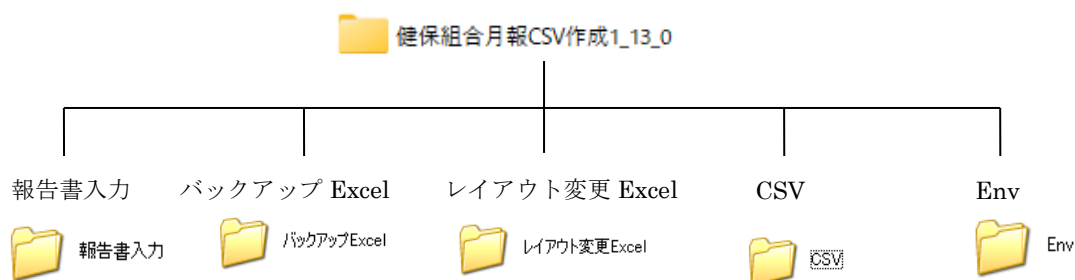 健保組合月報CSV作成1_13_0
報告書入力 バックアップ Excel レイアウト変更 Excel CSV Env
報告書入力 バックアップExcel レイアウト変更Excel CSV Env